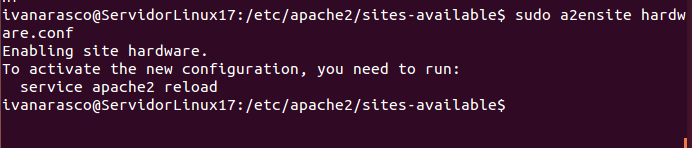 ivanarasco@ServidorLinux17:/etc/apache2/sites-available$ sudo a2ensite hardw
are.conf
Enabling site hardware.
To activate the new configuration, you need to run:
  service apache2 reload
ivanarasco@ServidorLinux17:/etc/apache2/sites-available$